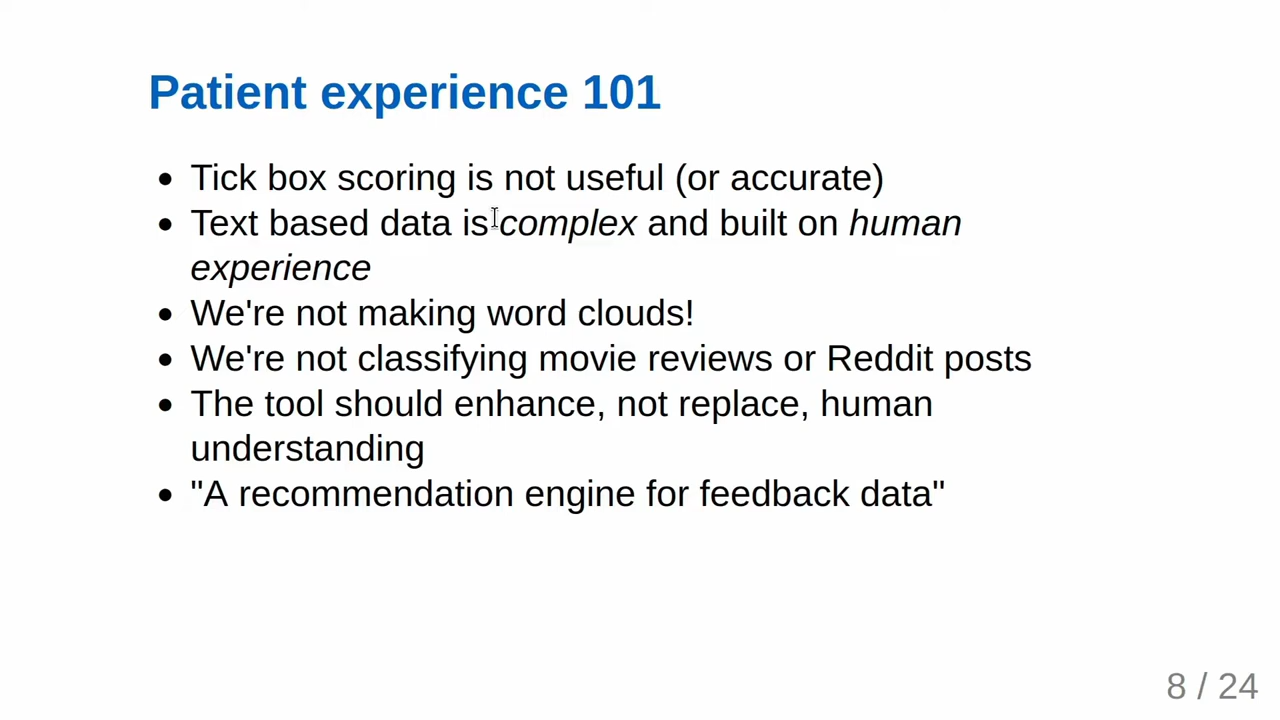 Patient experience 101
• Tick box scoring is not useful (or accurate)
• Text based data is complex and built on human
experience
• We're not making word clouds!
• We're not classifying movie reviews or Reddit posts
• The tool should enhance, not replace, human
understanding
• "A recommendation engine for feedback data"
8 / 24